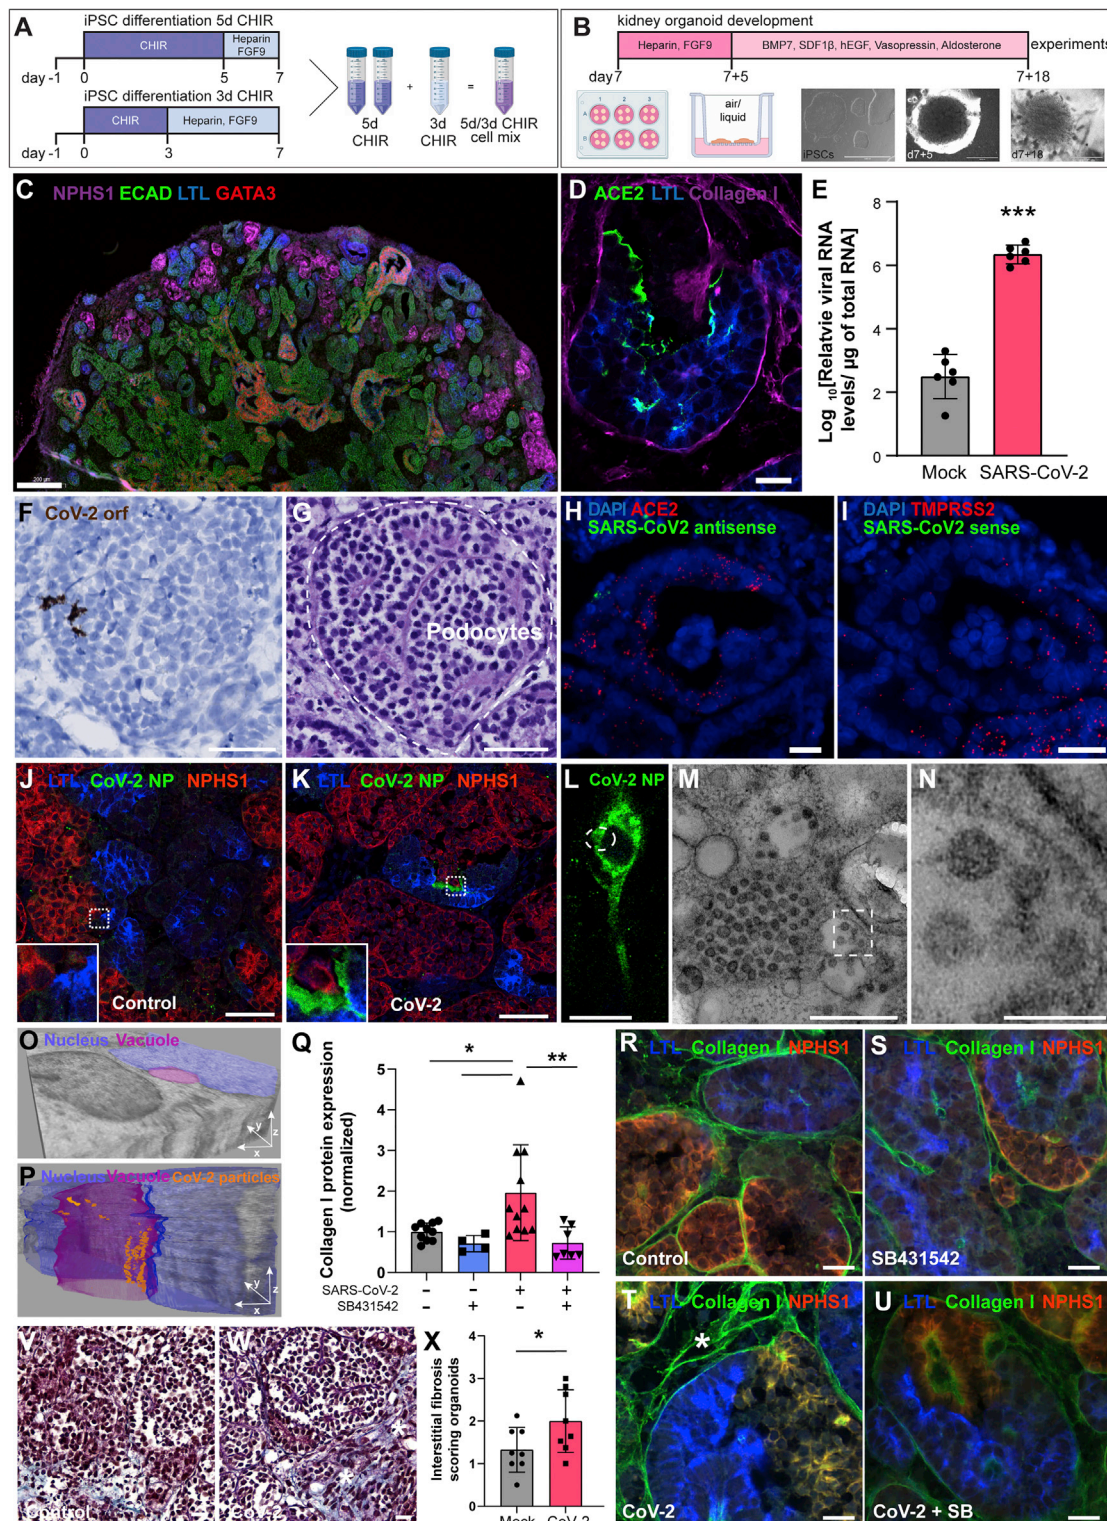 A
iPSC differentiation 5d CHIR
CHIR
Heparin
FGF9
day -1
0
5
7
iPSC differentiation 3d CHIR
CHIR
Heparin, FGF9
day -1
0
3
7
+
=
5d
CHIR
3d
CHIR
5d/3d CHIR
cell mix
B
kidney organoid development
Heparin, FGF9
BMP7, SDF1β, hEGF, Vasopressin, Aldosterone
experiments
day7
7+5
7+18
1 2 3
A
B
air/
liquid
iPSCs
d7+5
d7+18
C
NPHS1 ECAD LTL GATA3
200 µm
D
ACE2 LTL Collagen I
E
Log 10[Relatvie viral RNA
levels/ µg of total RNA]
8
6
4
2
0
***
Mock
SARS-CoV-2
F
CoV-2 orf
G
Podocytes
H
DAPI ACE2
SARS-CoV2 antisense
I
DAPI TMPRSS2
SARS-CoV2 sense
J
LTL CoV-2 NP NPHS1
Control
K
LTL CoV-2 NP NPHS1
CoV-2
L
CoV-2 NP
M
N
O
Nucleus Vacuole
y
z
x
P
Nucleus Vacuole CoV-2 particles
y
z
x
Q
Collagen I protein expression
(normalized)
5
4
3
2
1
0
*
**
SARS-CoV-2 - - + +
SB431542 - + - +
R
LTL Collagen I NPHS1
Control
S
LTL Collagen I NPHS1
SB431542
T
LTL Collagen I NPHS1
*
CoV-2
U
LTL Collagen I NPHS1
CoV-2 + SB
V
Control
W
*
*
CoV-2
X
Interstitial fibrosis
scoring organoids
4
3
2
1
0
*
Mock
CoV-2